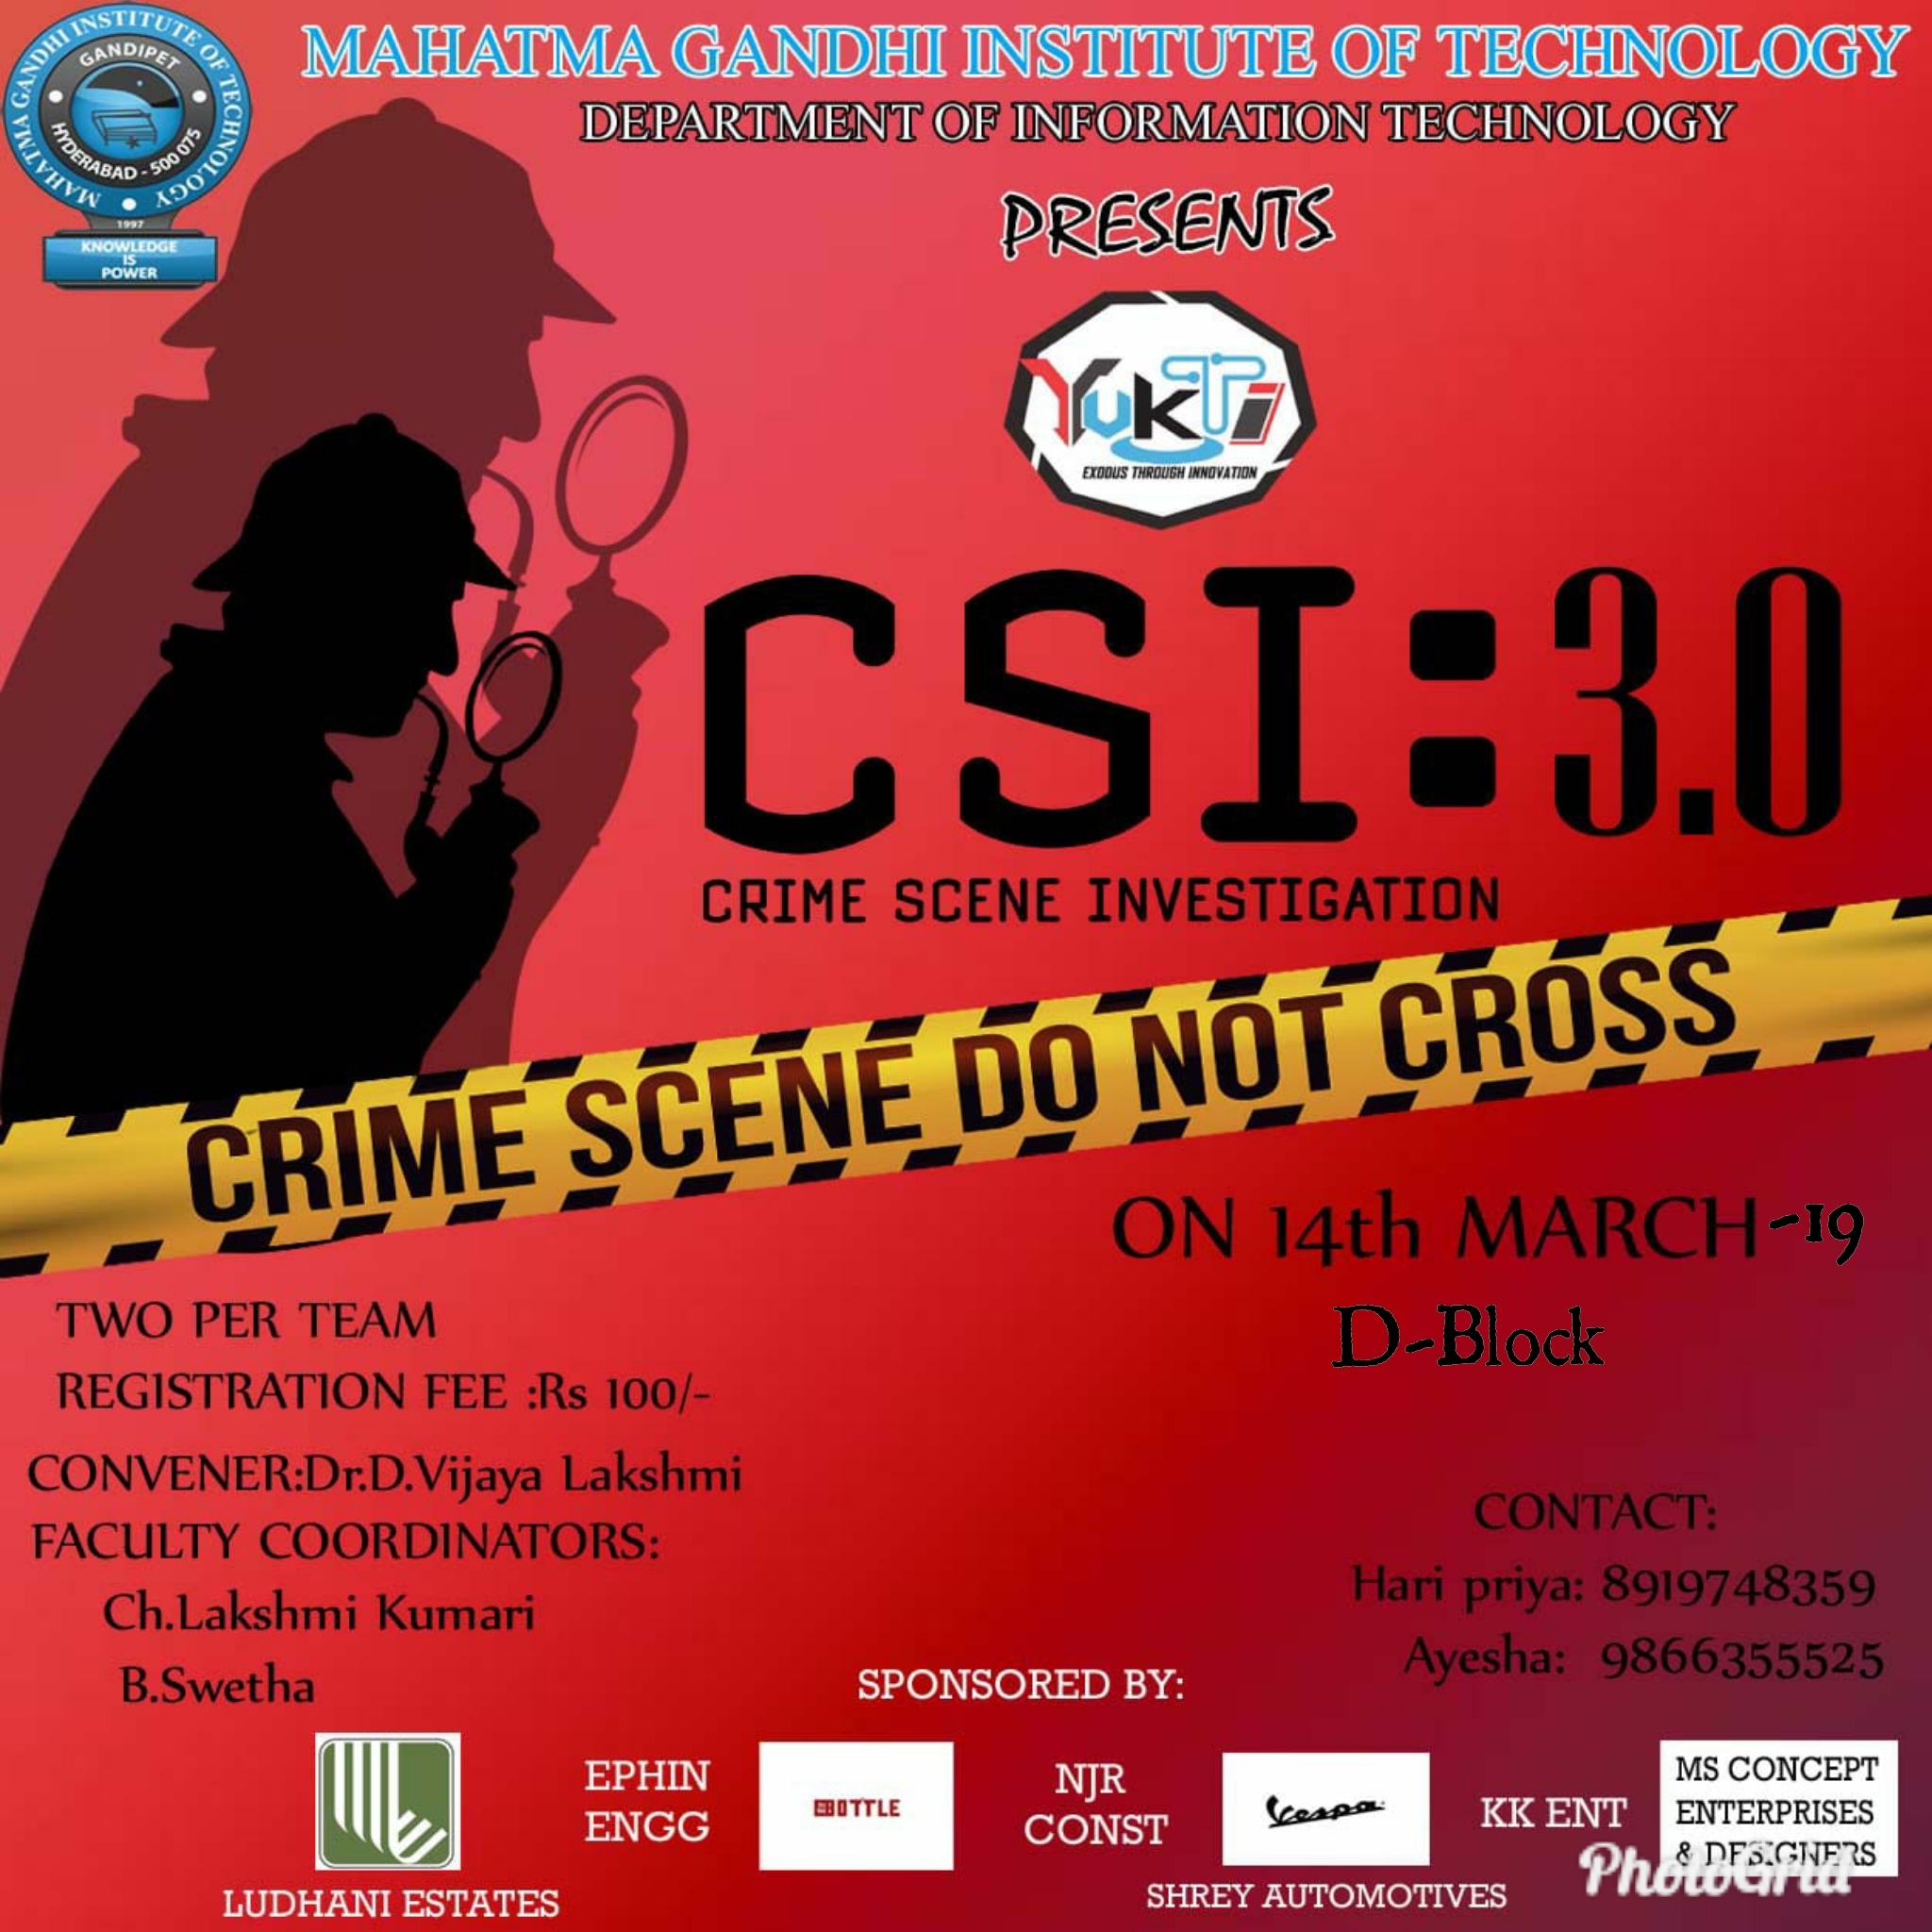 MAHATMA GANDHI INSTITUTE OF TECHNOLOGY
GANDIPET
HYDERABAD - 500 075
1997
KNOWLEDGE
IS
POWER
MAHATMA GANDHI INSTITUTE OF TECHNOLOGY
DEPARTMENT OF INFORMATION TECHNOLOGY
PRESENTS
YukTi
EXODUS THROUGH INNOVATION
CSI:3.0
CRIME SCENE INVESTIGATION
CRIME SCENE DO NOT CROSS
ON 14th MARCH-19
D-Block
TWO PER TEAM
REGISTRATION FEE :Rs 100/-
CONVENER:Dr.D.Vijaya Lakshmi
FACULTY COORDINATORS:
Ch.Lakshmi Kumari
B.Swetha
CONTACT:
Hari priya: 8919748359
Ayesha: 9866355525
SPONSORED BY:
LUDHANI ESTATES
EPHIN
ENGG
BOTTLE
NJR
CONST
Vespa
SHREY AUTOMOTIVES
KK ENT
MS CONCEPT
ENTERPRISES
& DESIGNERS
PhotoGrid